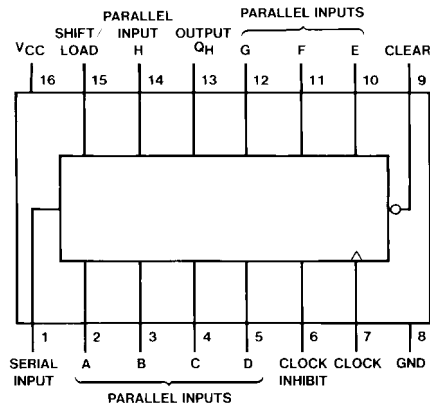 PARALLEL INPUTS
PARALLEL
SHIFT/ INPUT OUTPUT
VCC LOAD H QH G F E CLEAR
16 15 14 13 12 11 10 9
1 2 3 4 5 6 7 8
SERIAL A B C D CLOCK CLOCK GND
INPUT INHIBIT
PARALLEL INPUTS